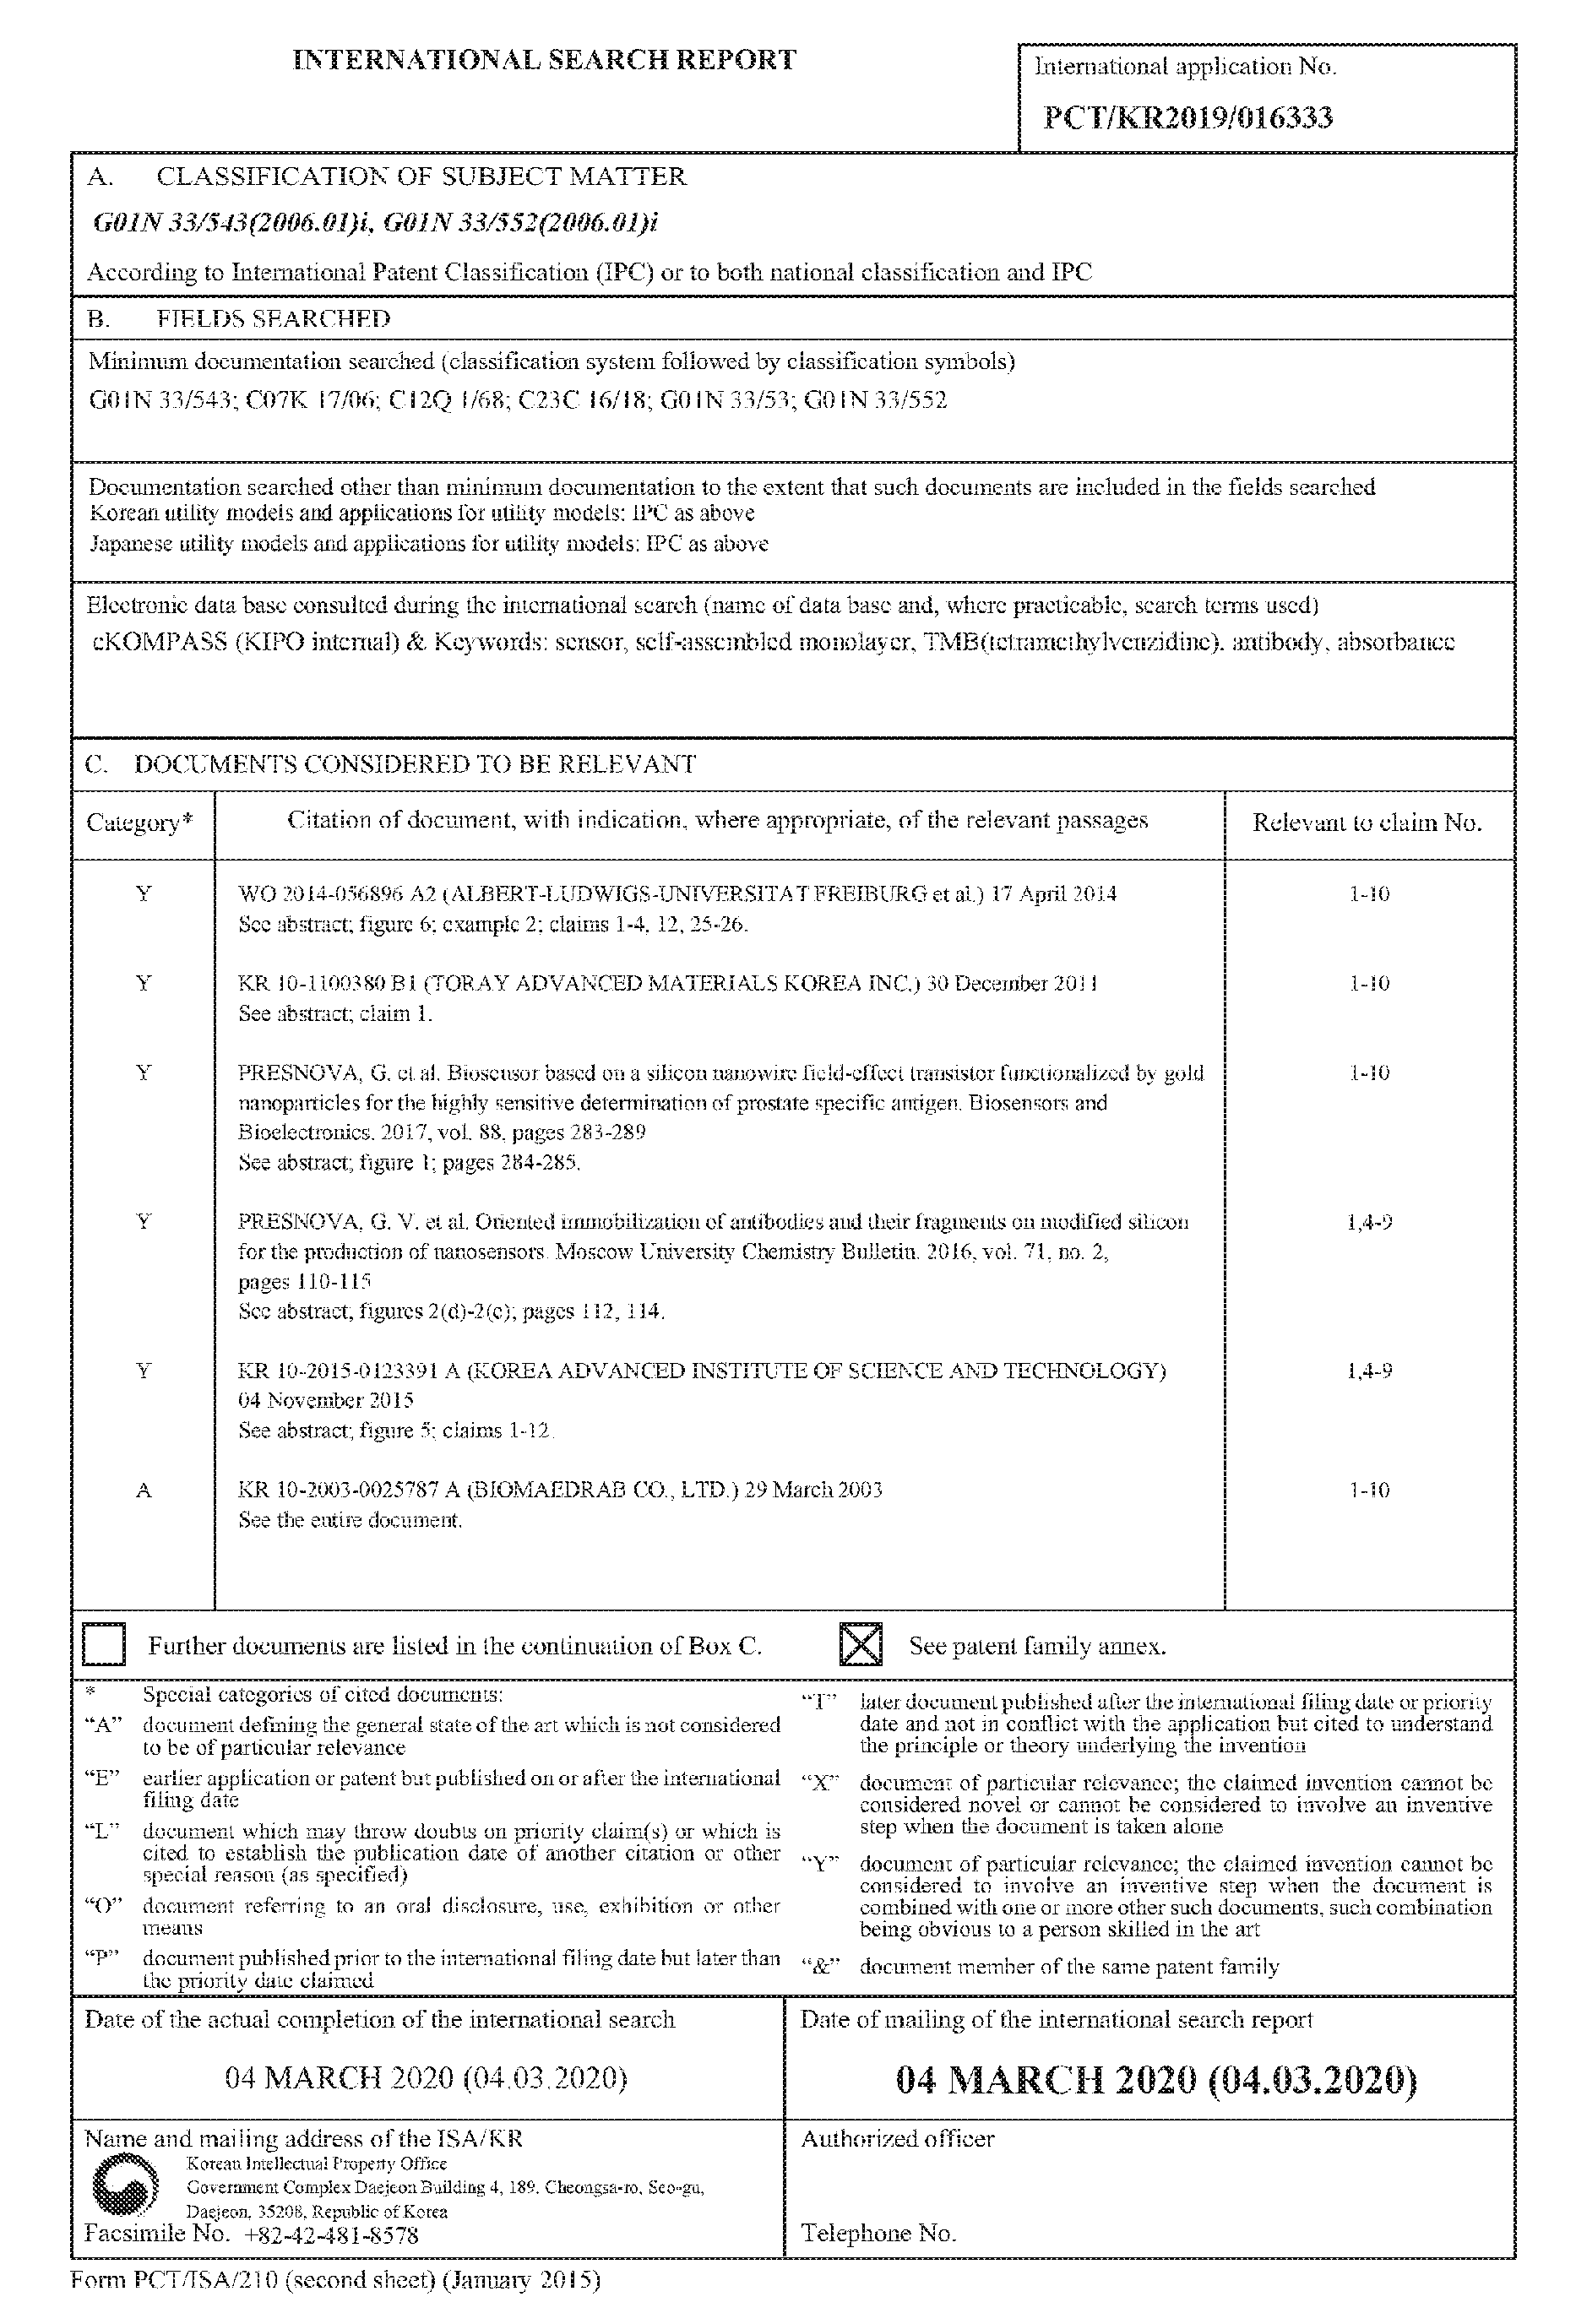 INTERNATIONAL SEARCH REPORT
International application No.
PCT/KR2019/016333
A. CLASSIFICATION OF SUBJECT MATTER
G01N 33/543(2006.01)i, G01N 33/552(2006.01)i
According to International Patent Classification (IPC) or to both national classification and IPC
B. FIELDS SEARCHED
Minimum documentation searched (classification system followed by classification symbols)
G01N 33/543; C07K 17/06; C12Q 1/68; C23C 16/18; G01N 33/53; G01N 33/552
Documentation searched other than minimum documentation to the extent that such documents are included in the fields searched
Korean utility models and applications for utility models: IPC as above
Japanese utility models and applications for utility models: IPC as above
Electronic data base consulted during the international search (name of data base and, where practicable, search terms used)
eKOMPASS (KIPO internal) & Keywords: sensor, self-assembled monolayer, TMB(tetramethylvenzidine), antibody, absorbance
C. DOCUMENTS CONSIDERED TO BE RELEVANT
Category* Citation of document, with indication, where appropriate, of the relevant passages Relevant to claim No.
Y WO 2014-056896 A2 (ALBERT-LUDWIGS-UNIVERSITAT FREIBURG et al.) 17 April 2014 1-10
See abstract; figure 6; example 2; claims 1-4, 12, 25-26.
Y KR 10-1100380 B1 (TORAY ADVANCED MATERIALS KOREA INC.) 30 December 2011 1-10
See abstract; claim 1.
Y PRESNOVA, G. et al. Biosensor based on a silicon nanowire field-effect transistor functionalized by gold 1-10
nanoparticles for the highly sensitive determination of prostate specific antigen. Biosensors and
Bioelectronics. 2017, vol. 88, pages 283-289
See abstract; figure 1; pages 284-285.
Y PRESNOVA, G. V. et al. Oriented immobilization of antibodies and their fragments on modified silicon 1,4-9
for the production of nanosensors. Moscow University Chemistry Bulletin. 2016, vol. 71, no. 2,
pages 110-115
See abstract; figures 2(d)-2(e); pages 112, 114.
Y KR 10-2015-0123391 A (KOREA ADVANCED INSTITUTE OF SCIENCE AND TECHNOLOGY) 1,4-9
04 November 2015
See abstract; figure 5; claims 1-12.
A KR 10-2003-0025787 A (BIOMAEDRAB CO., LTD.) 29 March 2003 1-10
See the entire document.
Further documents are listed in the continuation of Box C. See patent family annex.
* Special categories of cited documents:
"A" document defining the general state of the art which is not considered
to be of particular relevance
"E" earlier application or patent but published on or after the international
filing date
"L" document which may throw doubts on priority claim(s) or which is
cited to establish the publication date of another citation or other
special reason (as specified)
"O" document referring to an oral disclosure, use, exhibition or other
means
"P" document published prior to the international filing date but later than
the priority date claimed
"T" later document published after the international filing date or priority
date and not in conflict with the application but cited to understand
the principle or theory underlying the invention
"X" document of particular relevance; the claimed invention cannot be
considered novel or cannot be considered to involve an inventive
step when the document is taken alone
"Y" document of particular relevance; the claimed invention cannot be
considered to involve an inventive step when the document is
combined with one or more other such documents, such combination
being obvious to a person skilled in the art
"&" document member of the same patent family
Date of the actual completion of the international search
04 MARCH 2020 (04.03.2020)
Date of mailing of the international search report
04 MARCH 2020 (04.03.2020)
Name and mailing address of the ISA/KR
Korean Intellectual Property Office
Government Complex Daejeon Building 4, 189, Cheongsa-ro, Seo-gu,
Daejeon, 35208, Republic of Korea
Facsimile No. +82-42-481-8578
Authorized officer
Telephone No.
Form PCT/ISA/210 (second sheet) (January 2015)